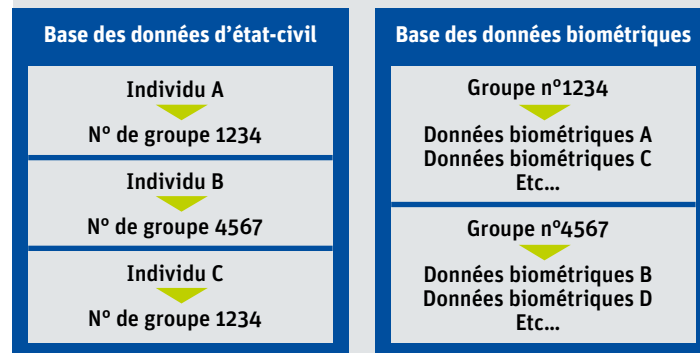 Base des données d'état-civil
Individu A
N° de groupe 1234
Individu B
N° de groupe 4567
Individu C
N° de groupe 1234
Base des données biométriques
Groupe n°1234
Données biométriques A
Données biométriques C
Etc...
Groupe n°4567
Données biométriques B
Données biométriques D
Etc...